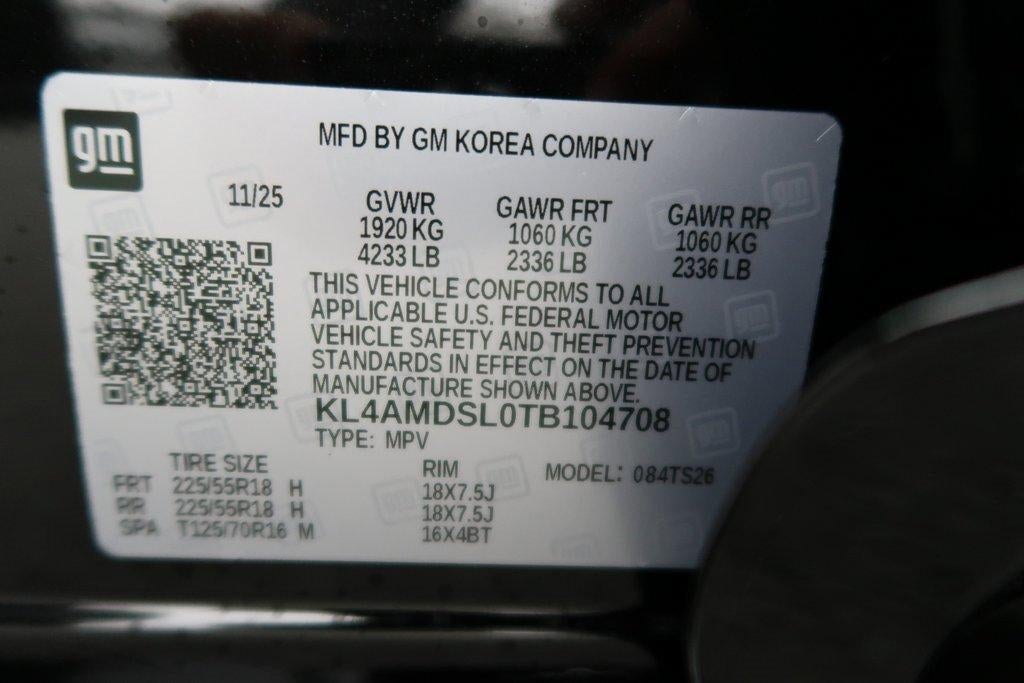 gm
MFD BY GM KOREA COMPANY
11/25
GVWR GAWR FRT GAWR RR
1920 KG 1060 KG 1060 KG
4233 LB 2336 LB 2336 LB
THIS VEHICLE CONFORMS TO ALL
APPLICABLE U.S. FEDERAL MOTOR
VEHICLE SAFETY AND THEFT PREVENTION
STANDARDS IN EFFECT ON THE DATE OF
MANUFACTURE SHOWN ABOVE.
KL4AMDSL0TB104708
TYPE: MPV
TIRE SIZE RIM MODEL: 084TS26
FRT 225/55R18 H 18X7.5J
RR 225/55R18 H 18X7.5J
SPA T125/70R16 M 16X4BT